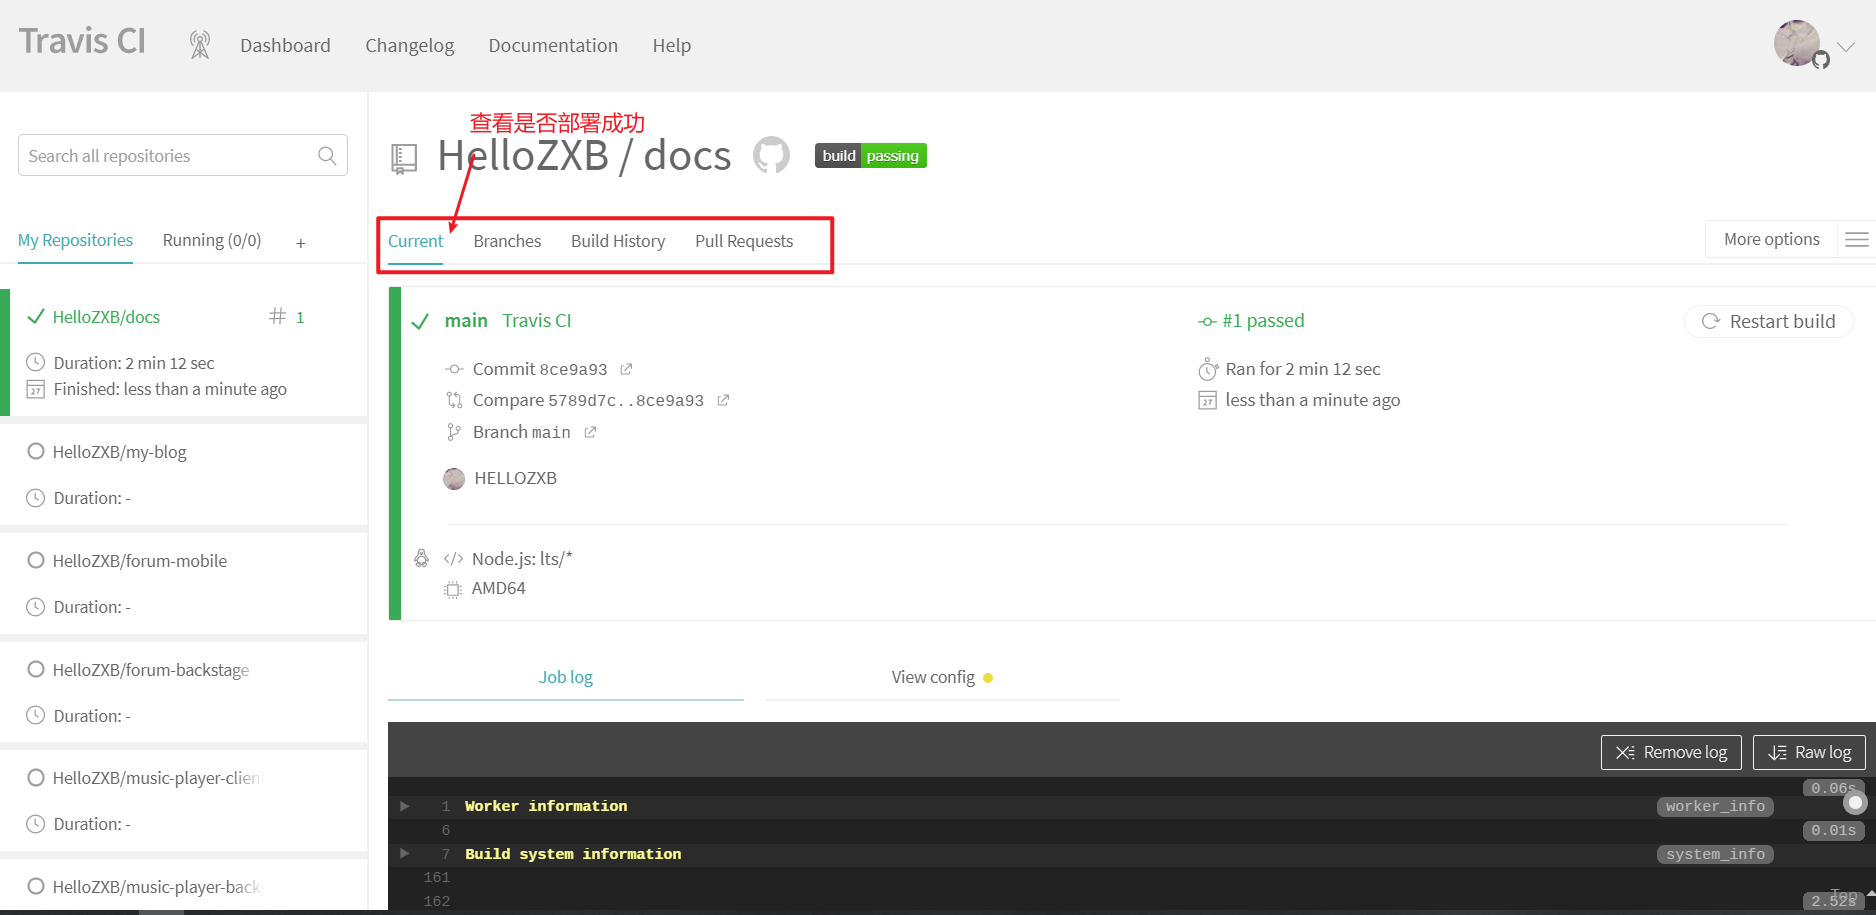 Travis CI
Dashboard
Changelog
Documentation
Help
Search all repositories
My Repositories
Running (0/0)
+
HelloZXB/docs
# 1
Duration: 2 min 12 sec
Finished: less than a minute ago
HelloZXB/my-blog
Duration: -
HelloZXB/forum-mobile
Duration: -
HelloZXB/forum-backstage
Duration: -
HelloZXB/music-player-client
Duration: -
HelloZXB/music-player-back
查看是否部署成功
HelloZXB / docs
build passing
Current
Branches
Build History
Pull Requests
More options
main Travis CI
Commit 8ce9a93
Compare 5789d7c..8ce9a93
Branch main
HELLOZXB
#1 passed
Ran for 2 min 12 sec
less than a minute ago
Restart build
Node.js: lts/*
AMD64
Job log
View config
Remove log
Raw log
0.06s
1 Worker information
worker_info
6
0.01s
7 Build system information
system_info
161
162
2.52s
Top